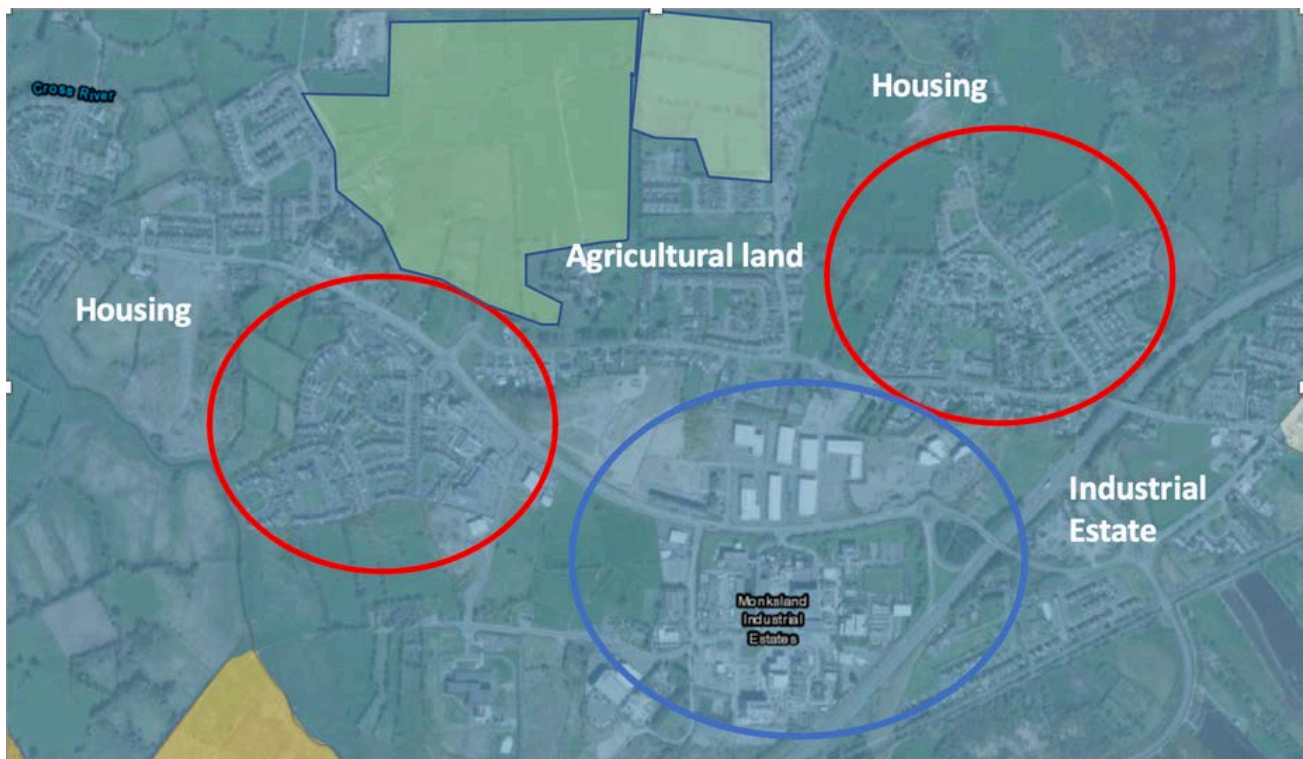 Housing
Cross River
Agricultural land
Housing
Industrial
Estate
Monksland
Industrial
Estates